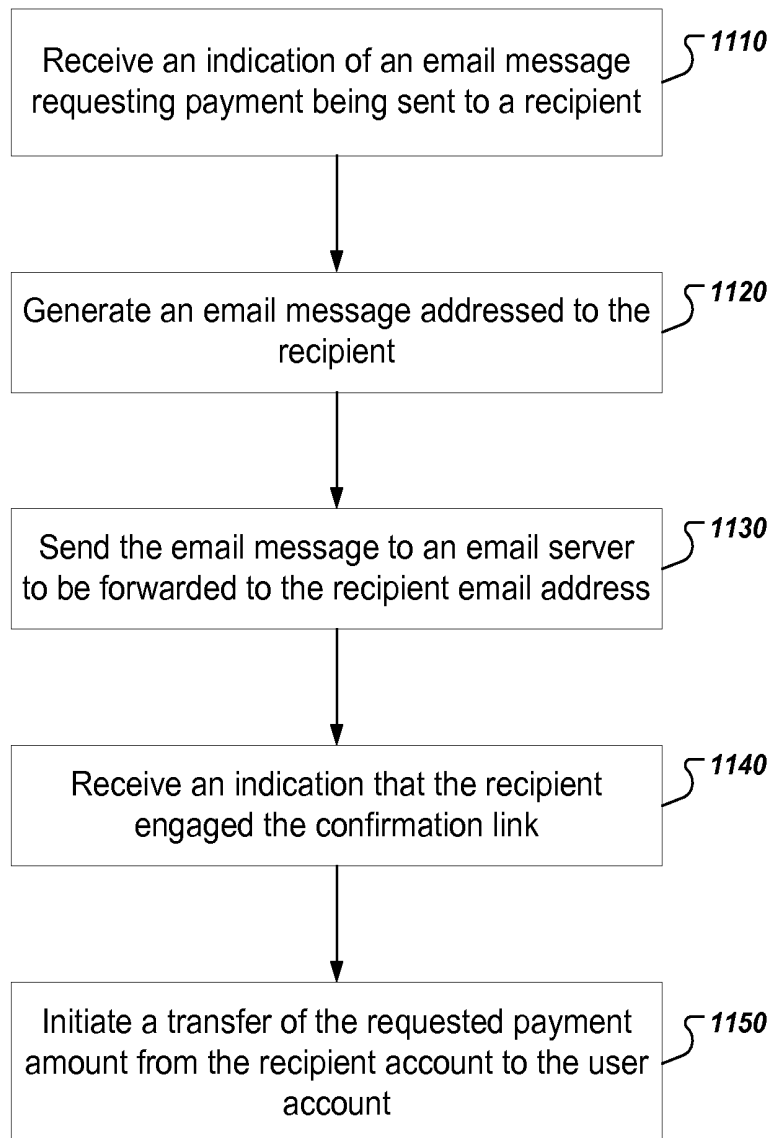 Receive an indication of an email message
requesting payment being sent to a recipient
1110
Generate an email message addressed to the
recipient
1120
Send the email message to an email server
to be forwarded to the recipient email address
1130
Receive an indication that the recipient
engaged the confirmation link
1140
Initiate a transfer of the requested payment
amount from the recipient account to the user
account
1150